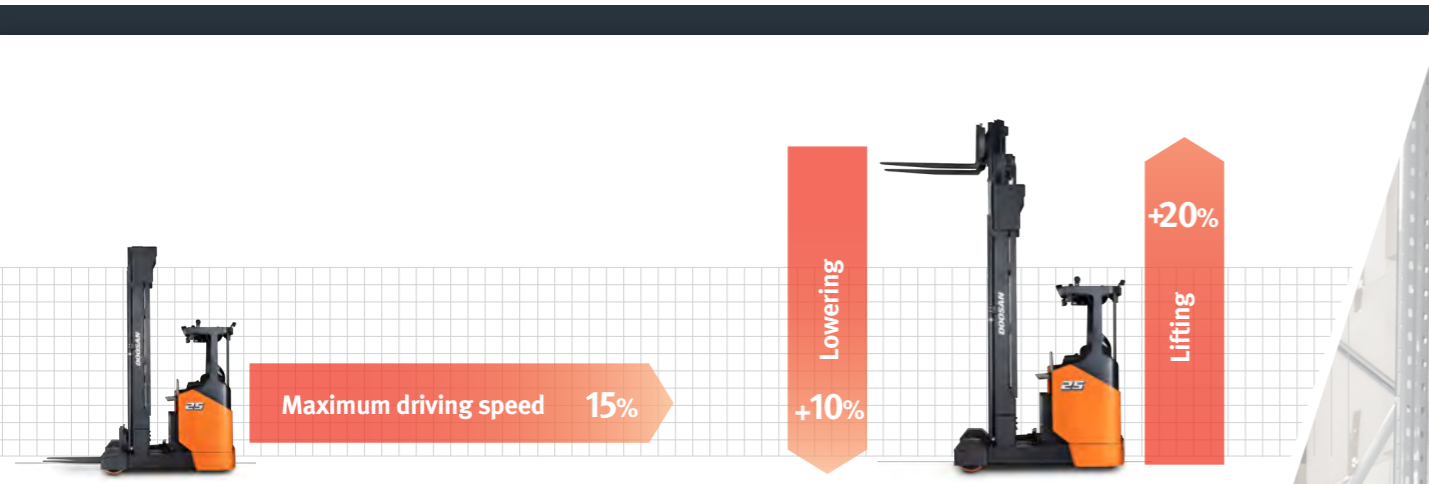 DOOSAN
25
Maximum driving speed 15%
Lowering
+10%
DOOSAN
25
+20%
Lifting